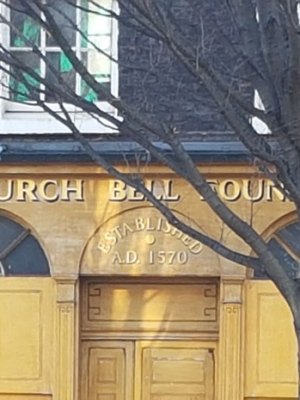 URCH BELL FOUN
ESTABLISHED
A.D. 1570